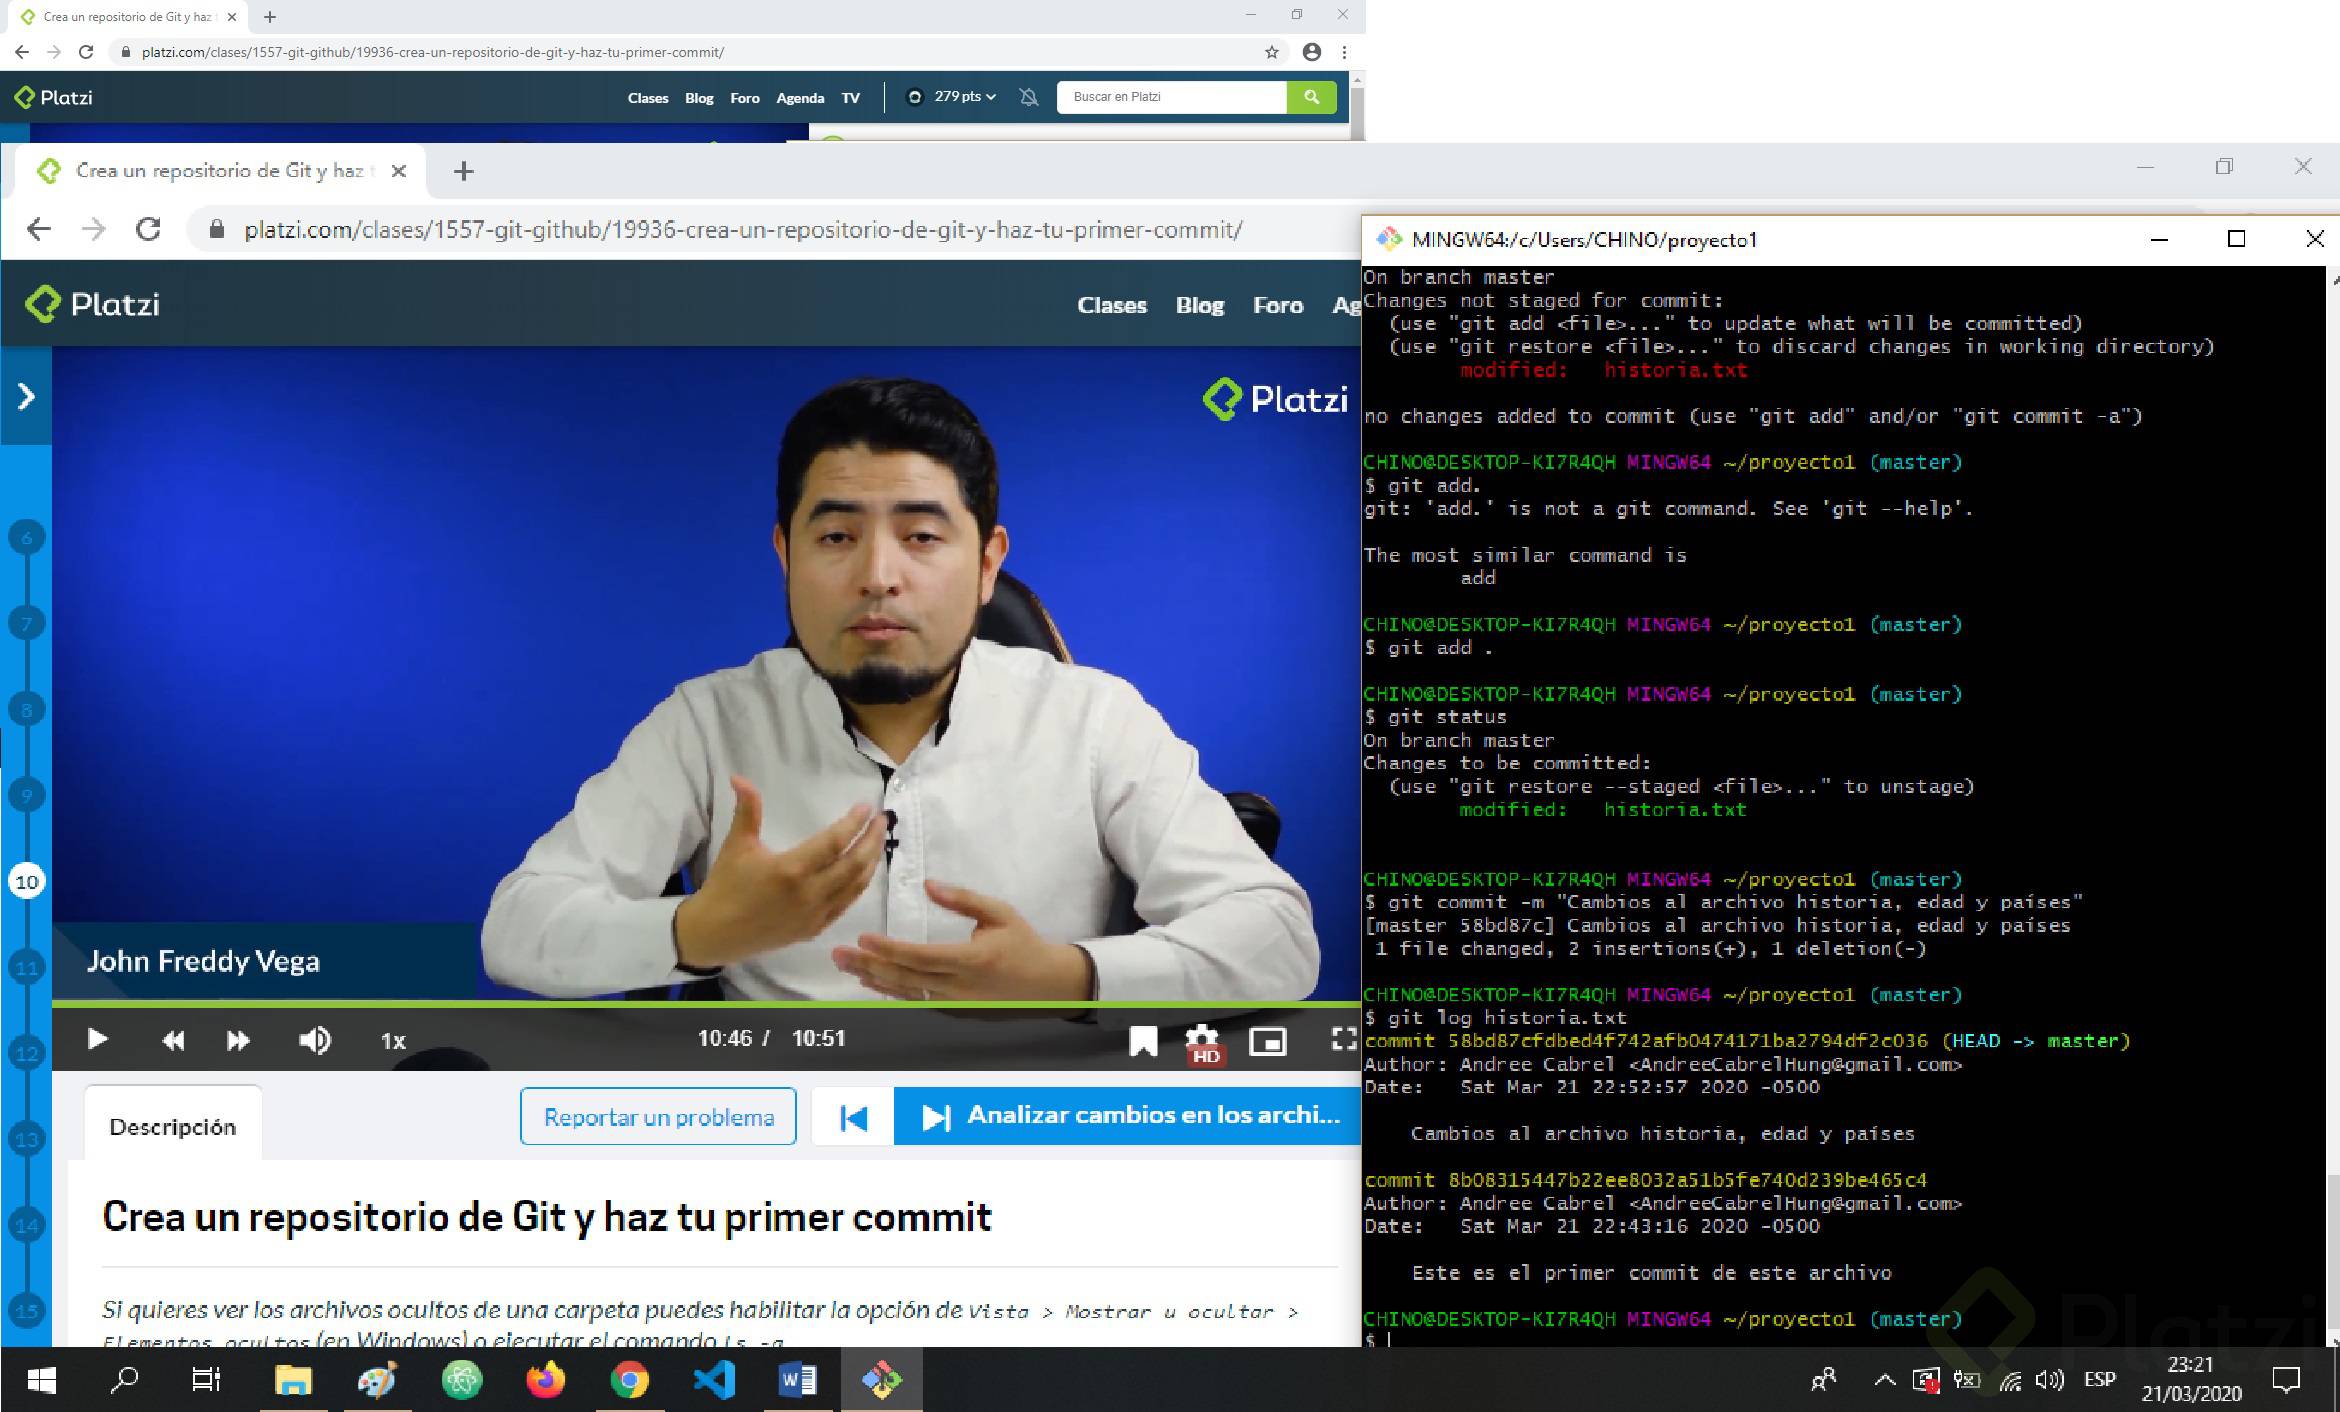 Crea un repositorio de Git y haz t
platzi.com/clases/1557-git-github/19936-crea-un-repositorio-de-git-y-haz-tu-primer-commit/
Platzi
Clases Blog Foro Agenda TV 279 pts Buscar en Platzi
Crea un repositorio de Git y haz t
platzi.com/clases/1557-git-github/19936-crea-un-repositorio-de-git-y-haz-tu-primer-commit/
Platzi
Clases Blog Foro Ag
Platzi
6
7
8
9
10
11
12
13
14
15
John Freddy Vega
1x 10:46 / 10:51 HD
Descripción
Reportar un problema
Analizar cambios en los archi...
Crea un repositorio de Git y haz tu primer commit
Si quieres ver los archivos ocultos de una carpeta puedes habilitar la opción de Vista > Mostrar u ocultar >
Elementos ocultos (en Windows) o ejecutar el comando ls -a
MINGW64:/c/Users/CHINO/proyecto1
On branch master
Changes not staged for commit:
(use "git add <file>..." to update what will be committed)
(use "git restore <file>..." to discard changes in working directory)
modified: historia.txt
no changes added to commit (use "git add" and/or "git commit -a")
CHINO@DESKTOP-KI7R4QH MINGW64 ~/proyecto1 (master)
$ git add.
git: 'add.' is not a git command. See 'git --help'.
The most similar command is
add
CHINO@DESKTOP-KI7R4QH MINGW64 ~/proyecto1 (master)
$ git add .
CHINO@DESKTOP-KI7R4QH MINGW64 ~/proyecto1 (master)
$ git status
On branch master
Changes to be committed:
(use "git restore --staged <file>..." to unstage)
modified: historia.txt
CHINO@DESKTOP-KI7R4QH MINGW64 ~/proyecto1 (master)
$ git commit -m "Cambios al archivo historia, edad y países"
[master 58bd87c] Cambios al archivo historia, edad y países
1 file changed, 2 insertions(+), 1 deletion(-)
CHINO@DESKTOP-KI7R4QH MINGW64 ~/proyecto1 (master)
$ git log historia.txt
commit 58bd87cfdbed4f742afb0474171ba2794df2c036 (HEAD -> master)
Author: Andree Cabrel <AndreeCabrelHung@gmail.com>
Date: Sat Mar 21 22:52:57 2020 -0500
Cambios al archivo historia, edad y países
commit 8b08315447b22ee8032a51b5fe740d239be465c4
Author: Andree Cabrel <AndreeCabrelHung@gmail.com>
Date: Sat Mar 21 22:43:16 2020 -0500
Este es el primer commit de este archivo
CHINO@DESKTOP-KI7R4QH MINGW64 ~/proyecto1 (master)
$
Platzi
ESP
23:21
21/03/2020